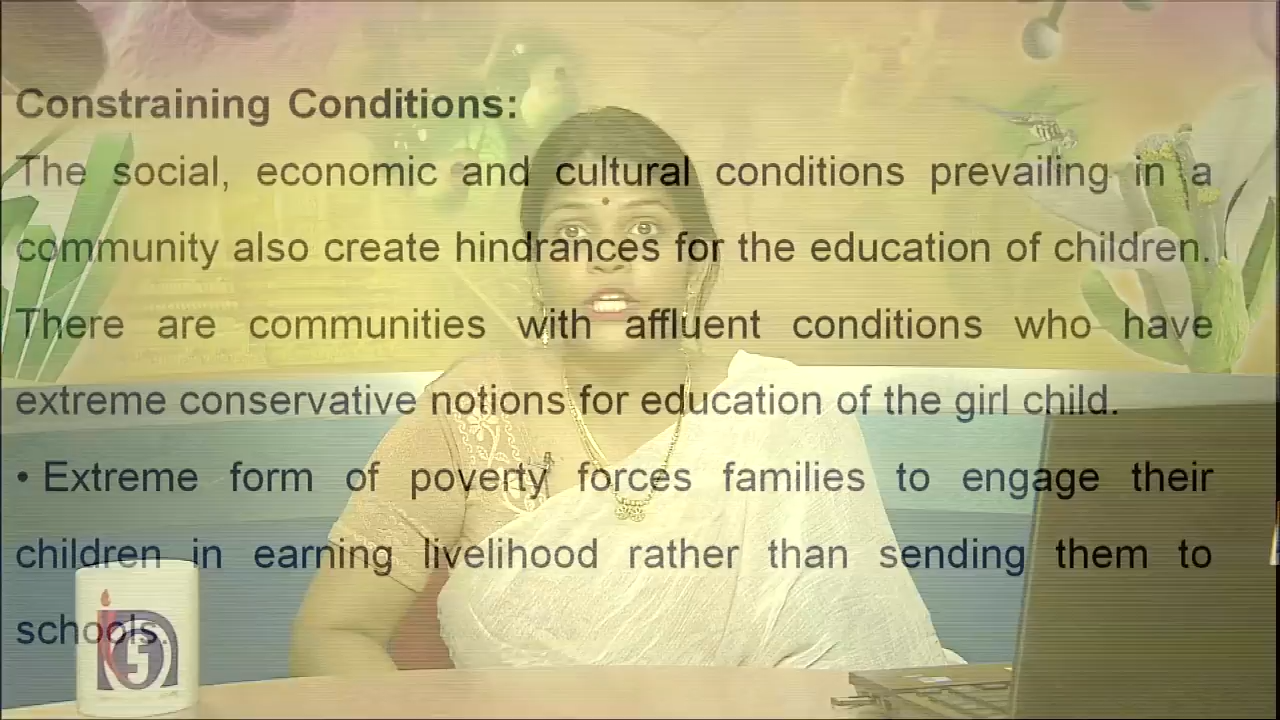 Constraining Conditions:
The social, economic and cultural conditions prevailing in a
community also create hindrances for the education of children.
There are communities with affluent conditions who have
extreme conservative notions for education of the girl child.
• Extreme form of poverty forces families to engage their
children in earning livelihood rather than sending them to
schools.